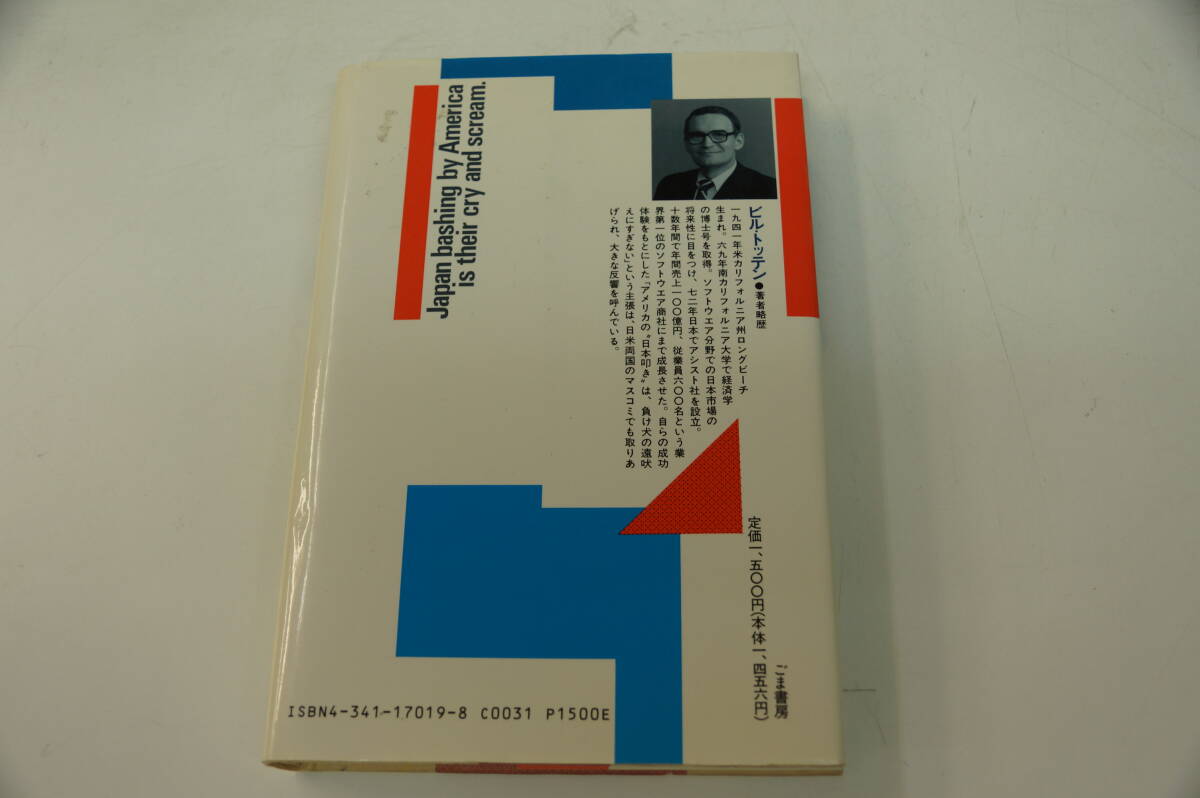 Japan bashing by America
is their cry and scream.
ビル・トッテン●著者略歴
一九四一年米カリフォルニア州ロングビーチ
生まれ。六九年南カリフォルニア大学で経済学
の博士号を取得。ソフトウエア分野での日本市場の
将来性に目をつけ、七二年日本でアシスト社を設立。
十数年間で年間売上一〇〇億円、従業員六〇〇名という業
界第一位のソフトウエア商社にまで成長させた。自らの成功
体験をもとにした「アメリカの〝日本叩き〟は、負け犬の遠吠
えにすぎない」という主張は、日米両国のマスコミでも取りあ
げられ、大きな反響を呼んでいる。
定価一、五〇〇円(本体一、四五六円)
ごま書房
ISBN4-341-17019-8 C0031 P1500E